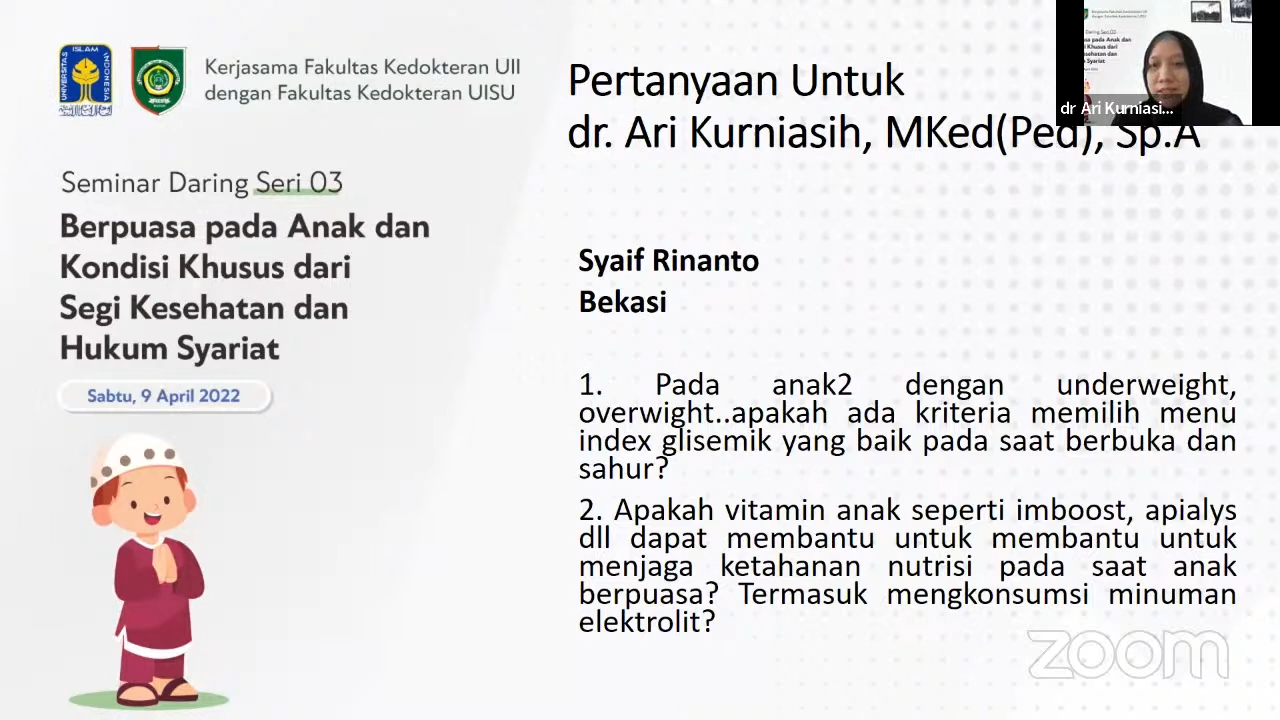 Kerjasama Fakultas Kedokteran UII
dengan Fakultas Kedokteran UISU
Seminar Daring Seri 03
Berpuasa pada Anak dan
Kondisi Khusus dari
Segi Kesehatan dan
Hukum Syariat
Sabtu, 9 April 2022
Pertanyaan Untuk
dr. Ari Kurniasih, MKed(Ped), Sp.A
dr Ari Kurniasi...
Syaif Rinanto
Bekasi
1. Pada anak2 dengan underweight,
overwight..apakah ada kriteria memilih menu
index glisemik yang baik pada saat berbuka dan
sahur?
2. Apakah vitamin anak seperti imboost, apialys
dll dapat membantu untuk membantu untuk
menjaga ketahanan nutrisi pada saat anak
berpuasa? Termasuk mengkonsumsi minuman
elektrolit?
zoom